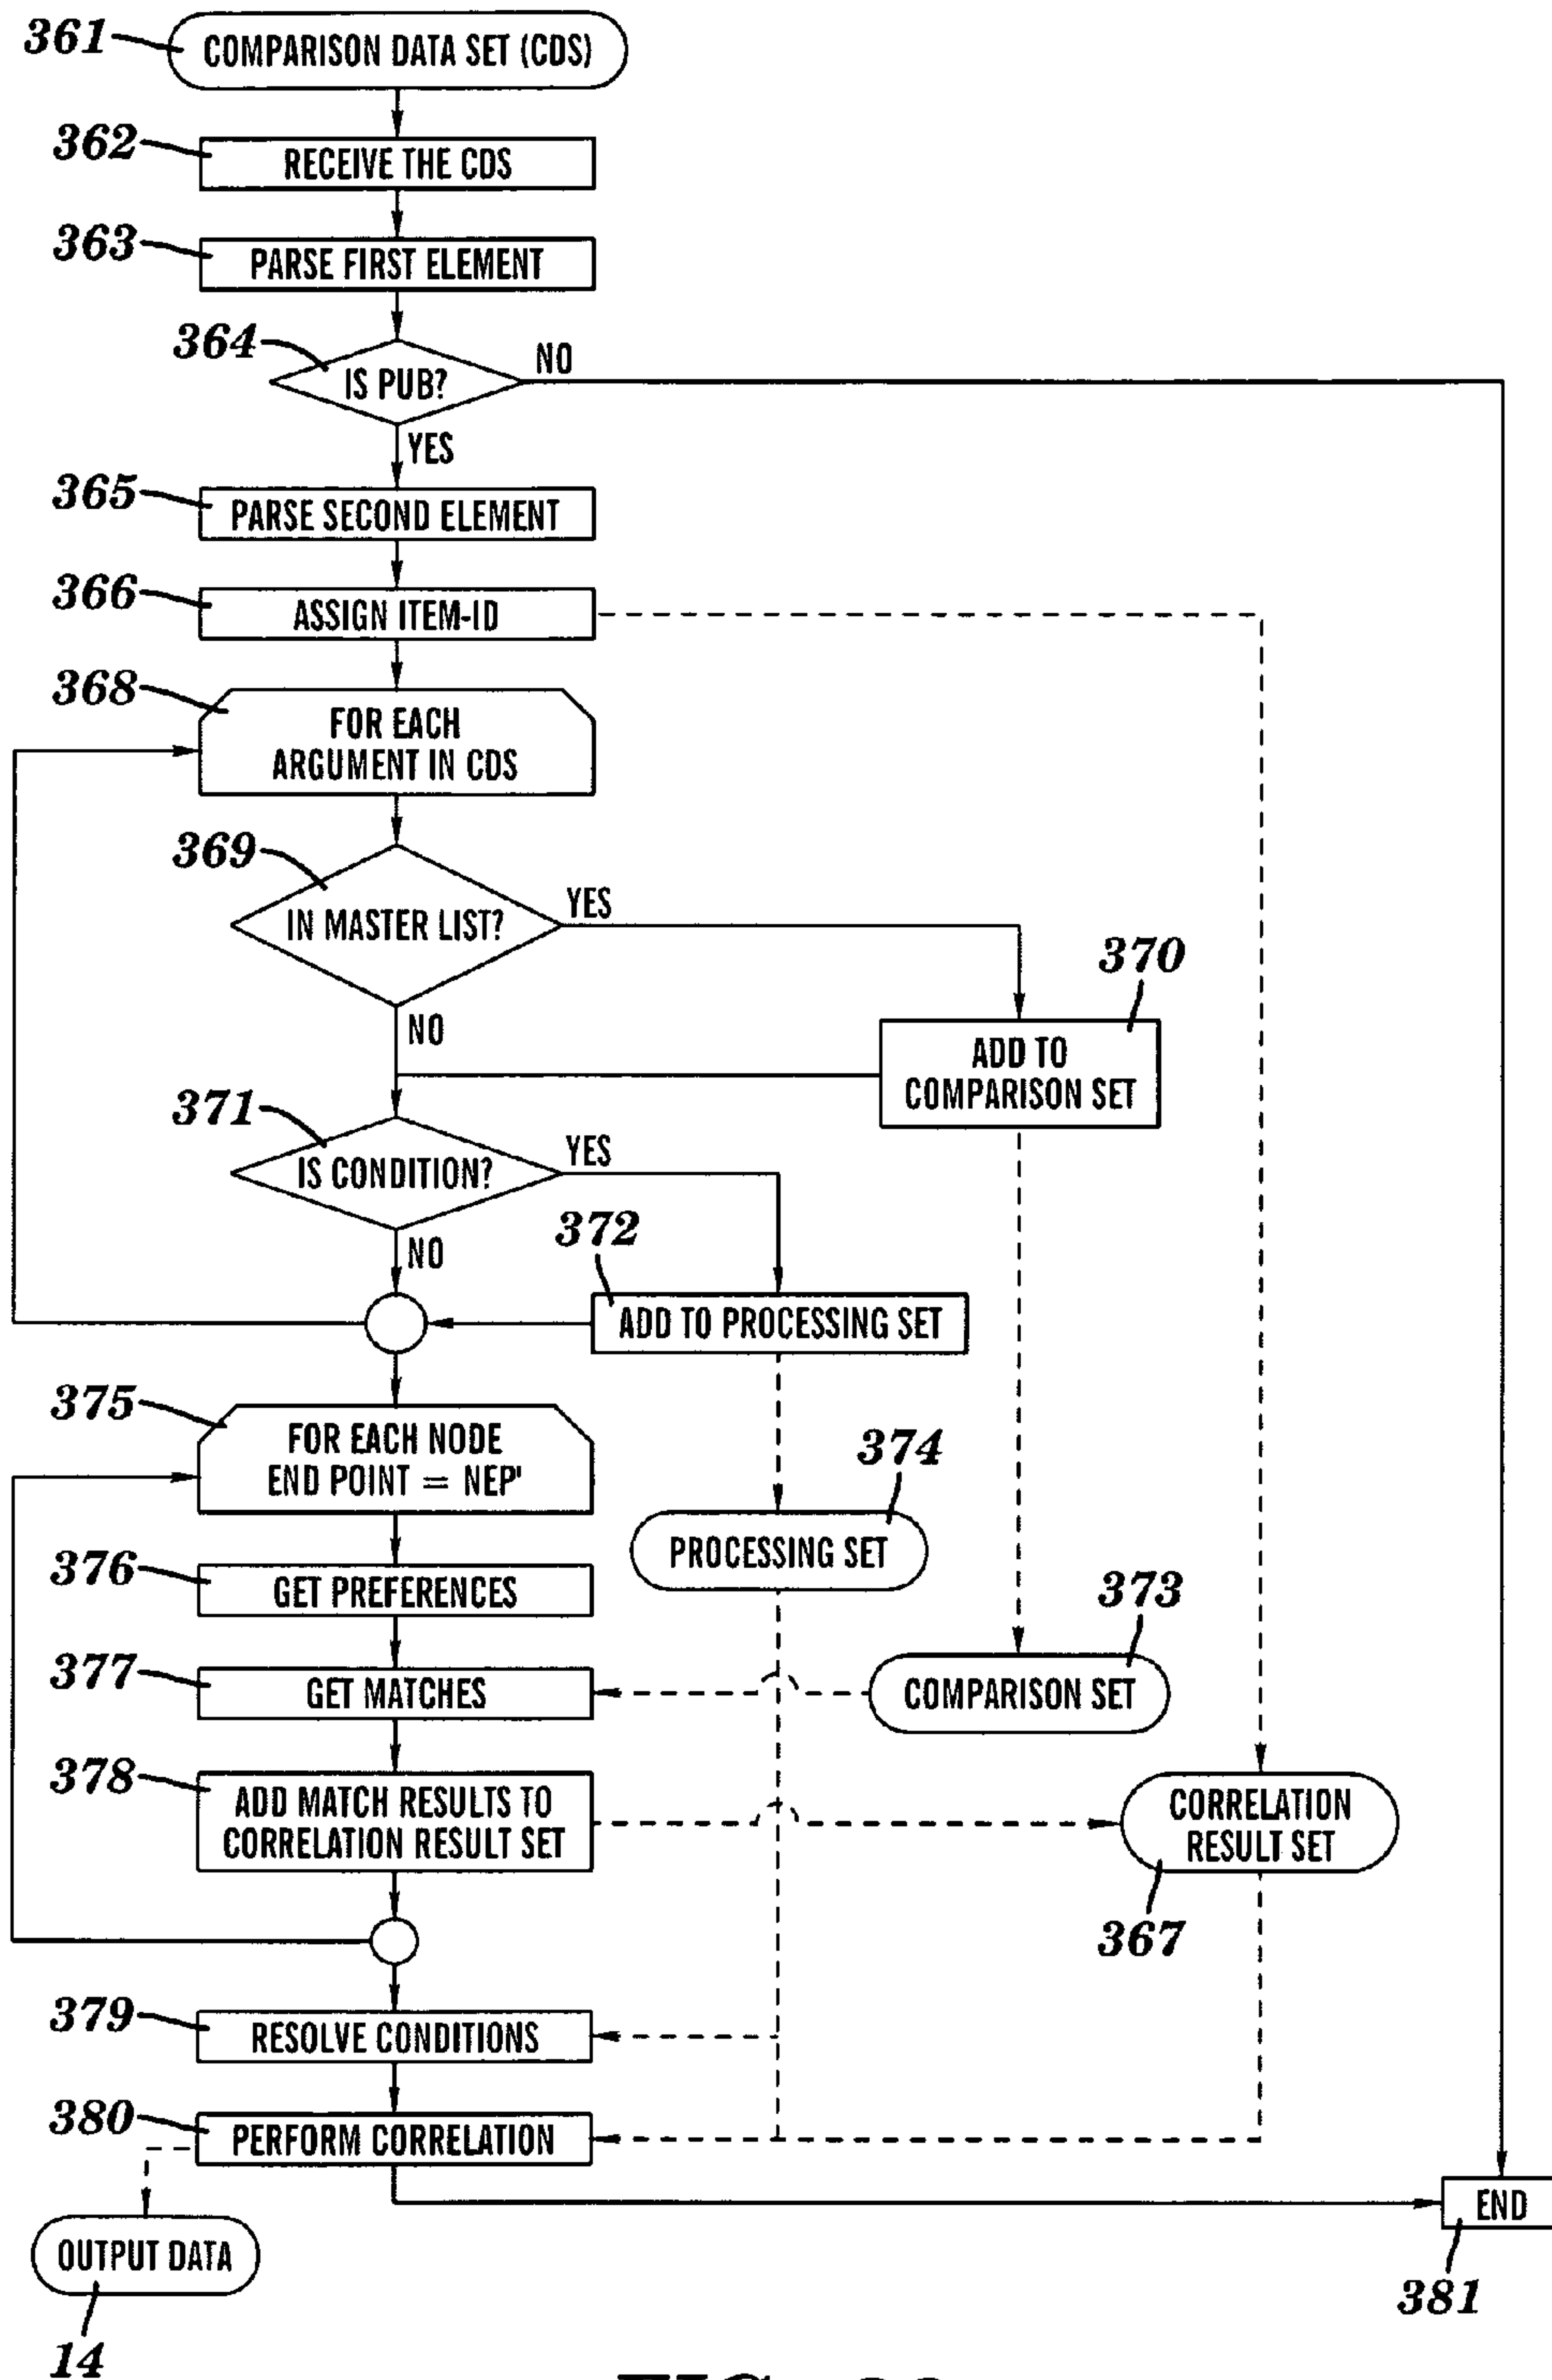 361
COMPARISON DATA SET (CDS)
362
RECEIVE THE CDS
363
PARSE FIRST ELEMENT
364
IS PUB?
NO
YES
365
PARSE SECOND ELEMENT
366
ASSIGN ITEM-ID
368
FOR EACH
ARGUMENT IN CDS
369
IN MASTER LIST?
YES
NO
370
ADD TO
COMPARISON SET
371
IS CONDITION?
YES
NO
372
ADD TO PROCESSING SET
375
FOR EACH NODE
END POINT = NEP'
374
PROCESSING SET
376
GET PREFERENCES
373
COMPARISON SET
377
GET MATCHES
378
ADD MATCH RESULTS TO
CORRELATION RESULT SET
CORRELATION
RESULT SET
367
379
RESOLVE CONDITIONS
380
PERFORM CORRELATION
END
381
OUTPUT DATA
14